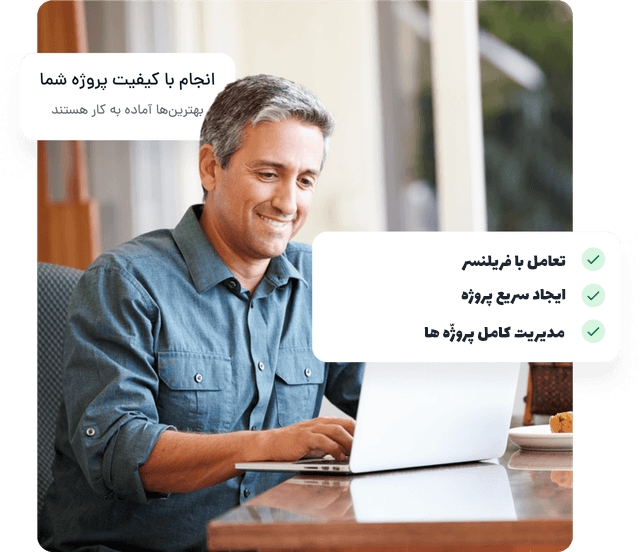 انجام با کیفیت پروژه شما
بهترین‌ها آماده به کار هستند
تعامل با فریلنسر
ایجاد سریع پروژه
مدیریت کامل پروژّه ها